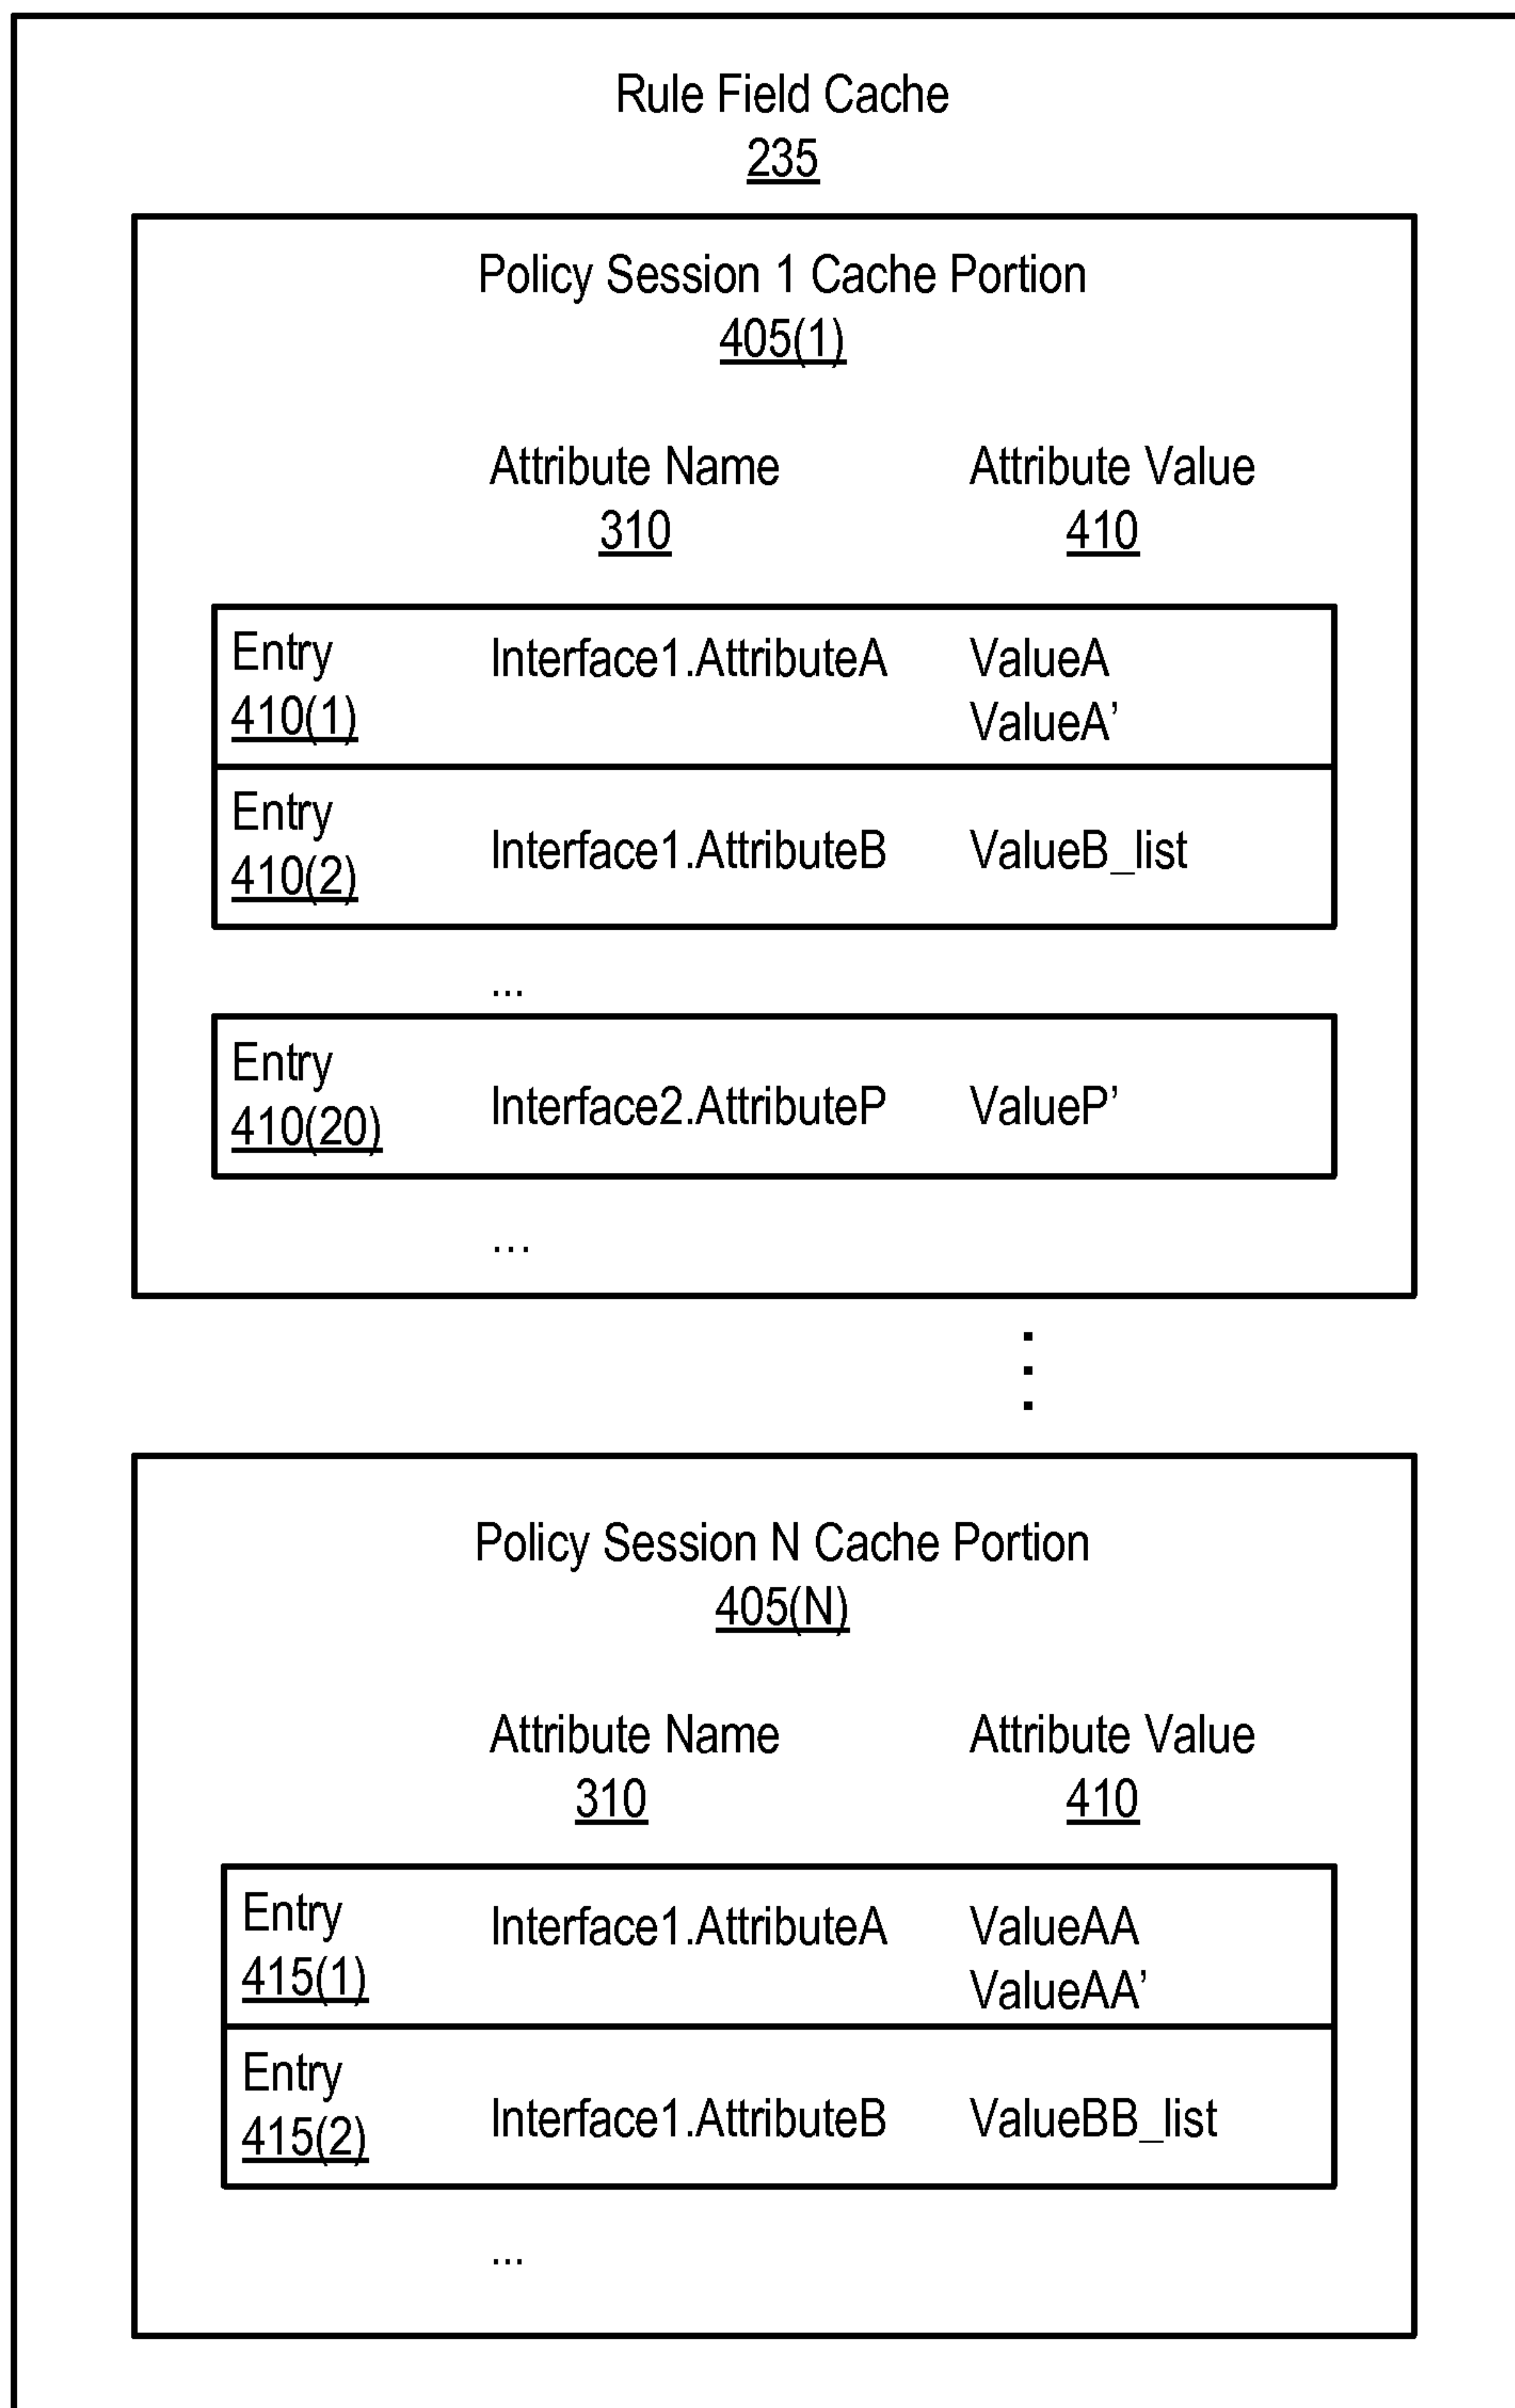 Rule Field Cache
235
Policy Session 1 Cache Portion
405(1)
Attribute Name Attribute Value
310 410
Entry Interface1.AttributeA ValueA
410(1) ValueA’
Entry
Interface1.AttributeB ValueB_list
410(2)
...
Entry
Interface2.AttributeP ValueP’
410(20)
...
Policy Session N Cache Portion
405(N)
Attribute Name Attribute Value
310 410
Entry Interface1.AttributeA ValueAA
415(1) ValueAA’
Entry
Interface1.AttributeB ValueBB_list
415(2)
...